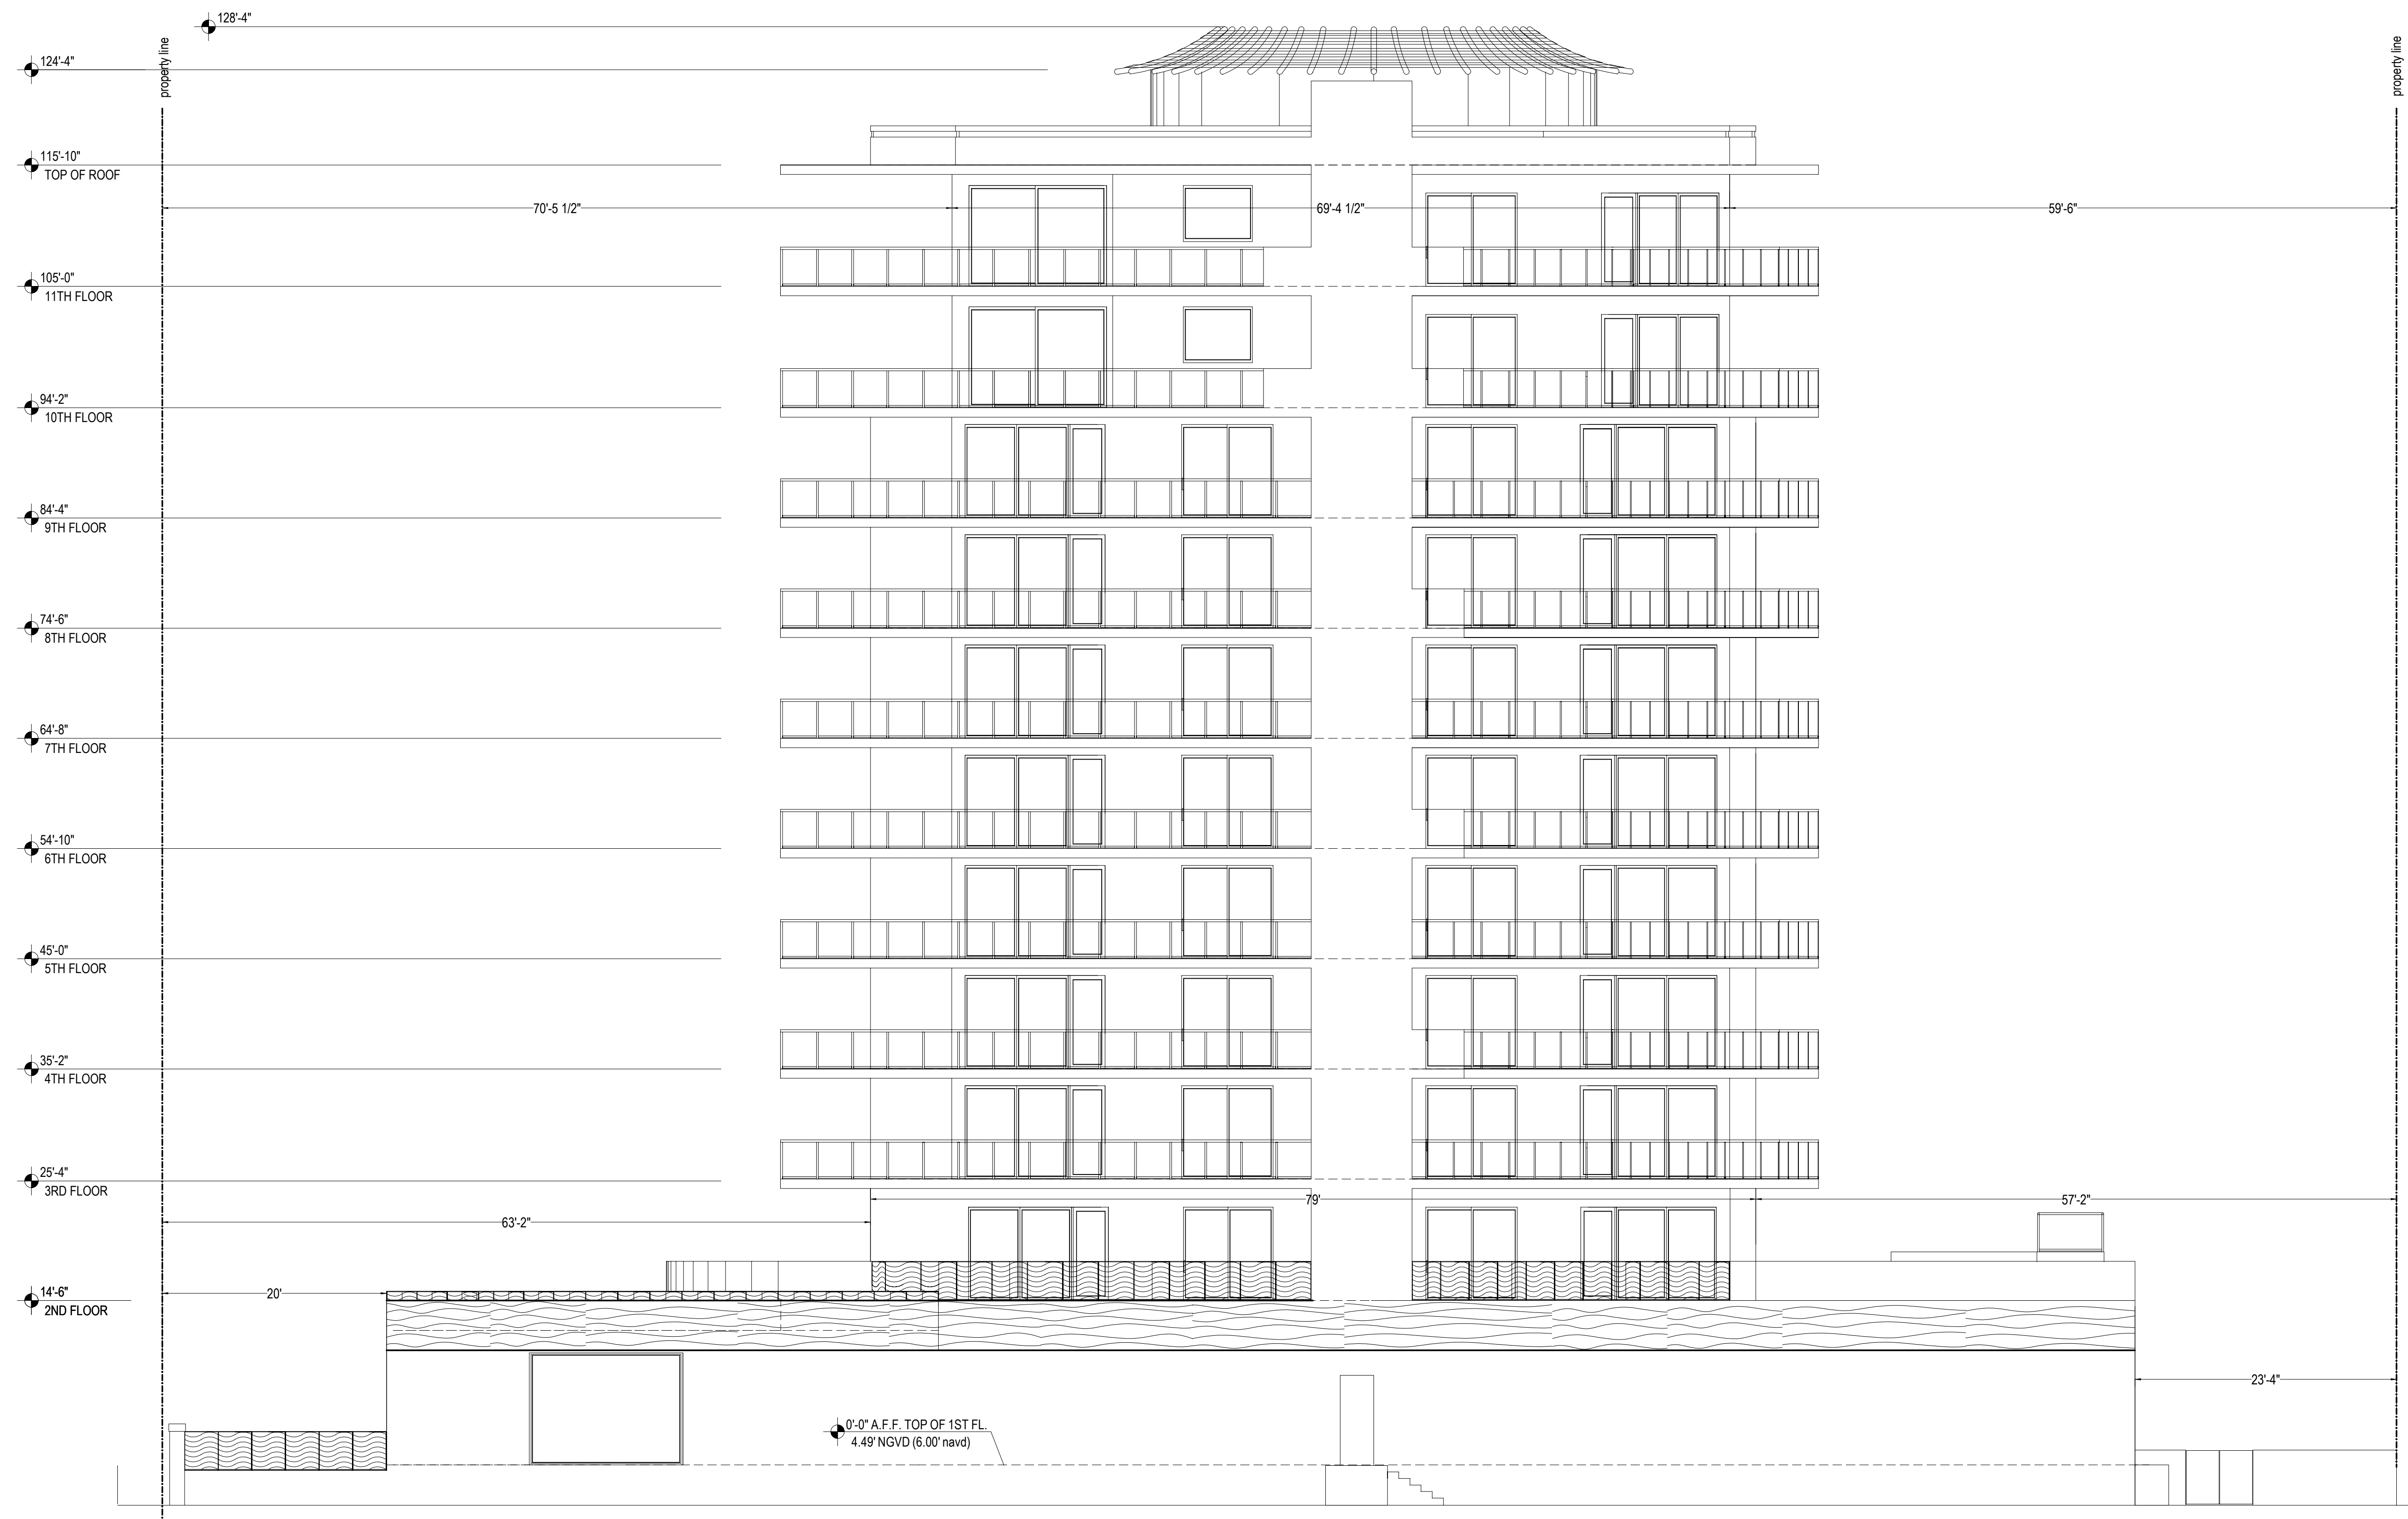 128'-4"
property line
property line
124'-4"
115'-10"
TOP OF ROOF
70'-5 1/2"
69'-4 1/2"
59'-6"
105'-0"
11TH FLOOR
94'-2"
10TH FLOOR
84'-4"
9TH FLOOR
74'-6"
8TH FLOOR
64'-8"
7TH FLOOR
54'-10"
6TH FLOOR
45'-0"
5TH FLOOR
35'-2"
4TH FLOOR
25'-4"
3RD FLOOR
79'
57'-2"
63'-2"
14'-6"
2ND FLOOR
20'
23'-4"
0'-0" A.F.F. TOP OF 1ST FL.
4.49' NGVD (6.00' navd)